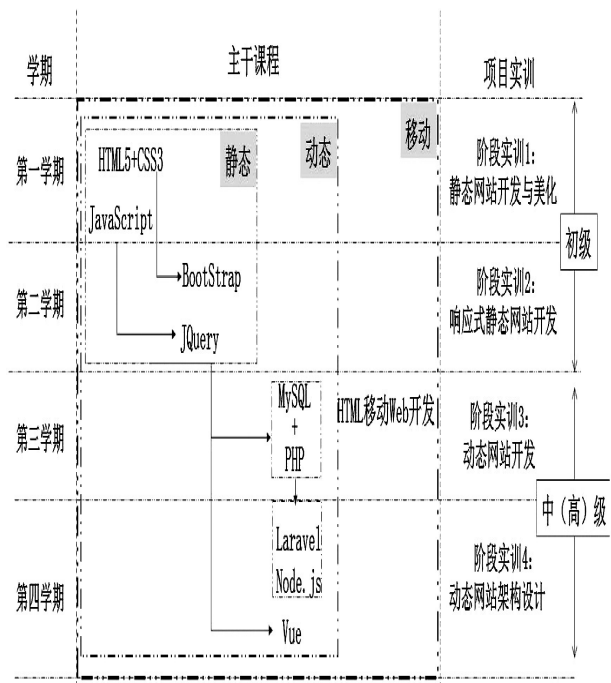 学期
主干课程
项目实训
移动
动态
静态
第一学期
HTML5+CSS3
JavaScript
阶段实训1:
静态网站开发与美化
初级
第二学期
BootStrap
JQuery
阶段实训2:
响应式静态网站开发
第三学期
MySQL
+
PHP
HTML移动Web开发
阶段实训3:
动态网站开发
中（高）级
第四学期
Laravel
Node.js
Vue
阶段实训4:
动态网站架构设计